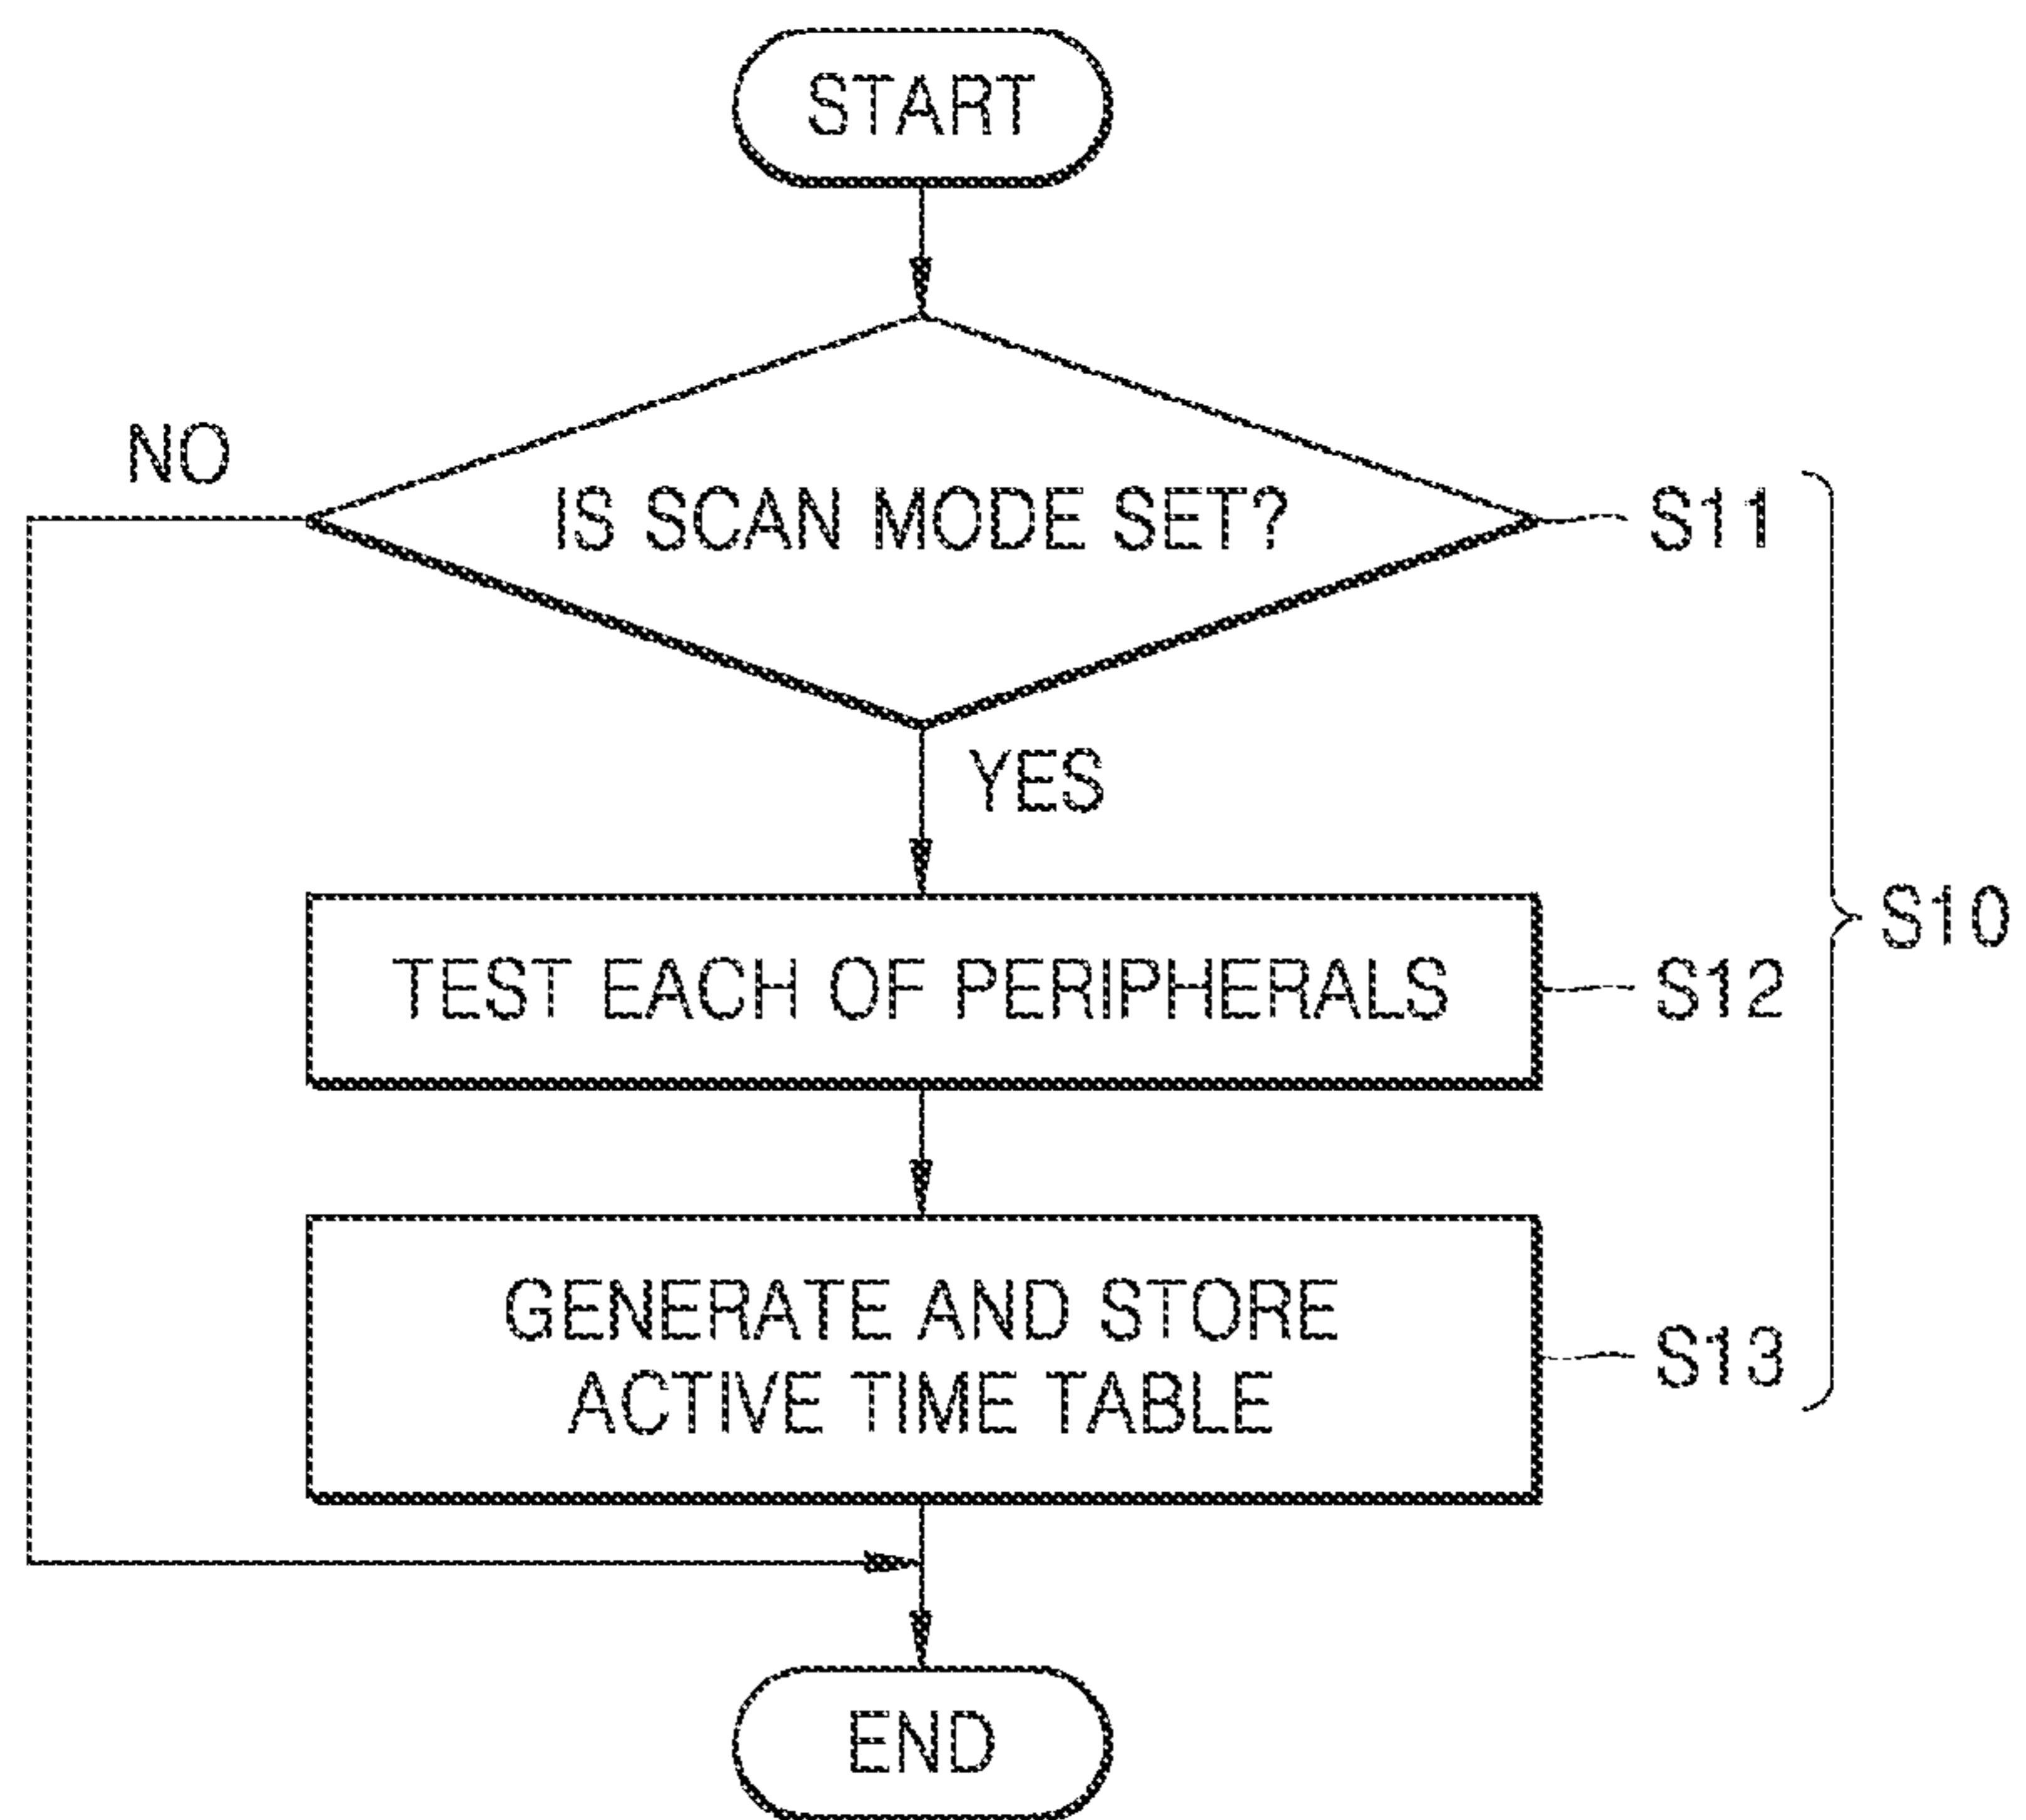 START
NO
IS SCAN MODE SET?
S11
YES
S10
TEST EACH OF PERIPHERALS
S12
GENERATE AND STORE
ACTIVE TIME TABLE
S13
END